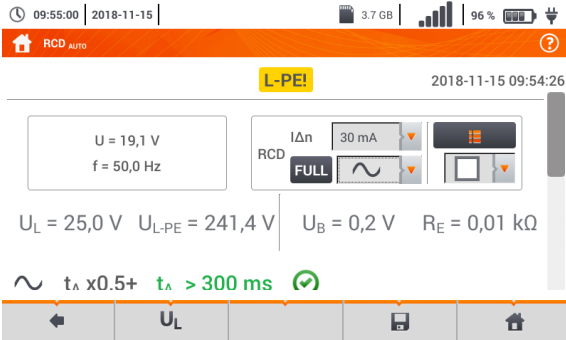 09:55:00 2018-11-15 3.7 GB 96 %
RCD AUTO ?
L-PE! 2018-11-15 09:54:26
U = 19,1 V
f = 50,0 Hz
RCD IΔn 30 mA
FULL
UL = 25,0 V UL-PE = 241,4 V UB = 0,2 V RE = 0,01 kΩ
tA x0.5+ tA > 300 ms
UL